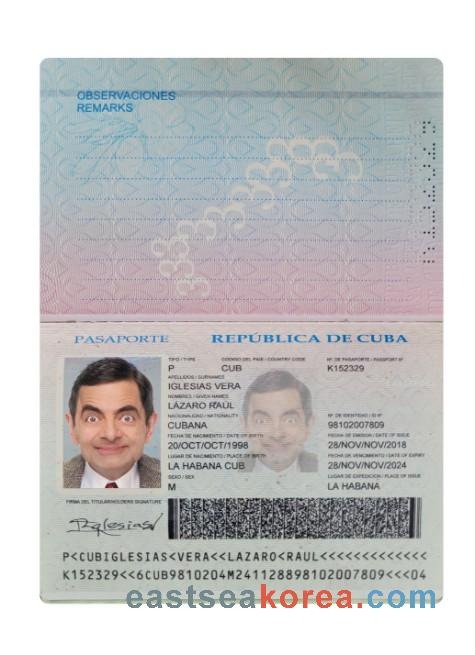 OBSERVACIONES
REMARKS
PASAPORTE
REPÚBLICA DE CUBA
TIPO / TYPE
CODIGO DEL PAIS / COUNTRY CODE
Nº. DE PASAPORTE / PASSPORT Nº
P
CUB
K152329
APELLIDOS / SURNAMES
IGLESIAS VERA
NOMBRES / GIVEN NAMES
LÁZARO RAÚL
NACIONALIDAD / NATIONALITY
Nº. DE IDENTIDAD / ID Nº
CUBANA
98102007809
FECHA DE NACIMIENTO / DATE OF BIRTH
FECHA DE EMISION / DATE OF ISSUE
20/OCT/OCT/1998
28/NOV/NOV/2018
LUGAR DE NACIMIENTO / PLACE OF BIRTH
FECHA DE VENCIMIENTO / DATE OF EXPIRY
LA HABANA CUB
28/NOV/NOV/2024
SEXO / SEX
LUGAR DE EXPEDICION / PLACE OF ISSUE
M
LA HABANA
FIRMA DEL TITULAR/HOLDERS SIGNATURE
P<CUBIGLESIAS<VERA<<LAZARO<RAUL<<<<<<<<<<<<<
K152329<<6CUB9810204M241128898102007809<<<04
eastseakorea.com